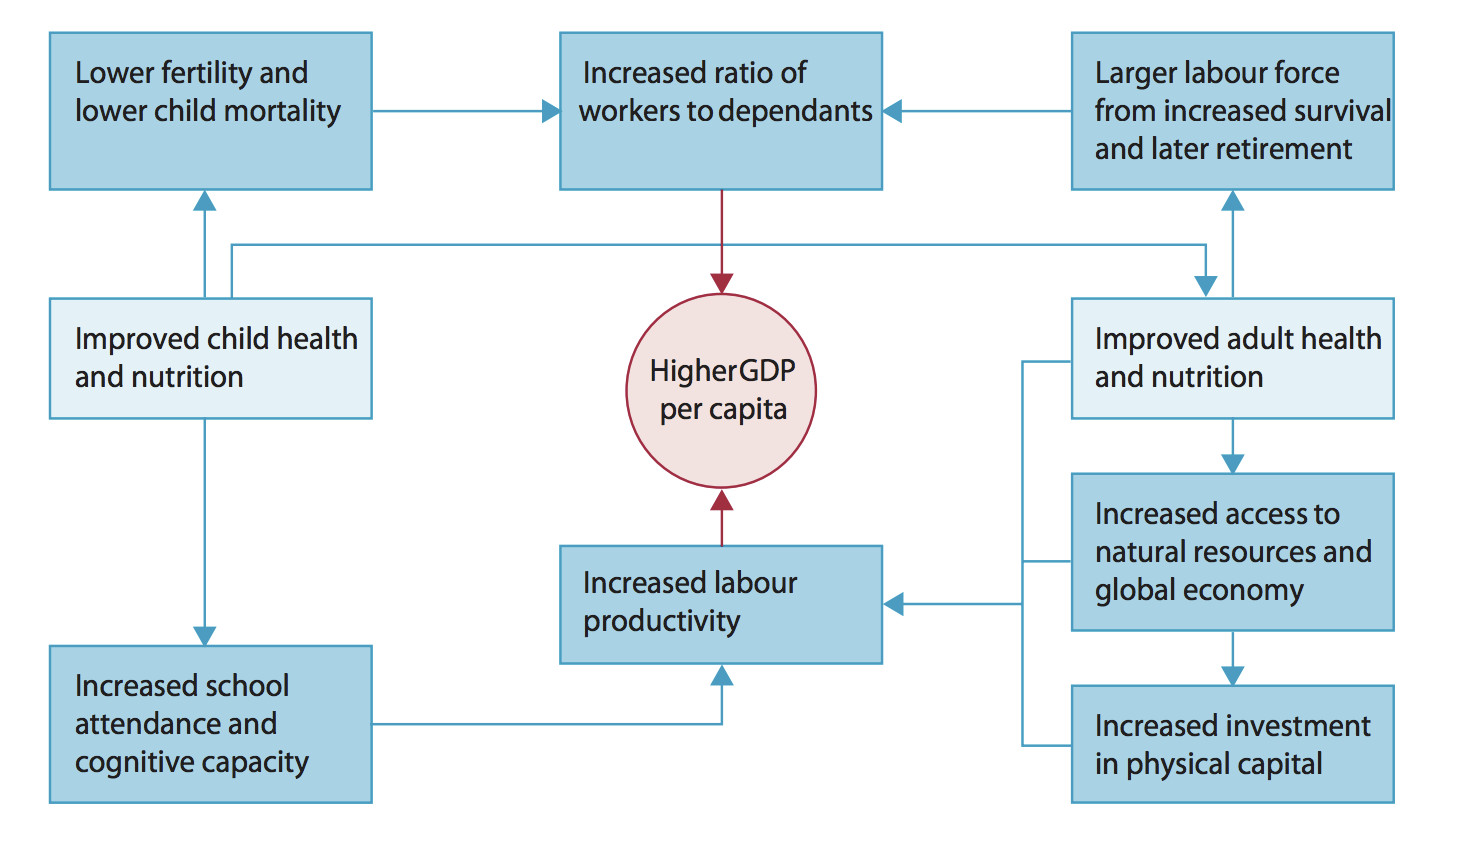 Lower fertility and
lower child mortality
Increased ratio of
workers to dependants
Larger labour force
from increased survival
and later retirement
Improved child health
and nutrition
Higher GDP
per capita
Improved adult health
and nutrition
Increased access to
natural resources and
global economy
Increased labour
productivity
Increased school
attendance and
cognitive capacity
Increased investment
in physical capital